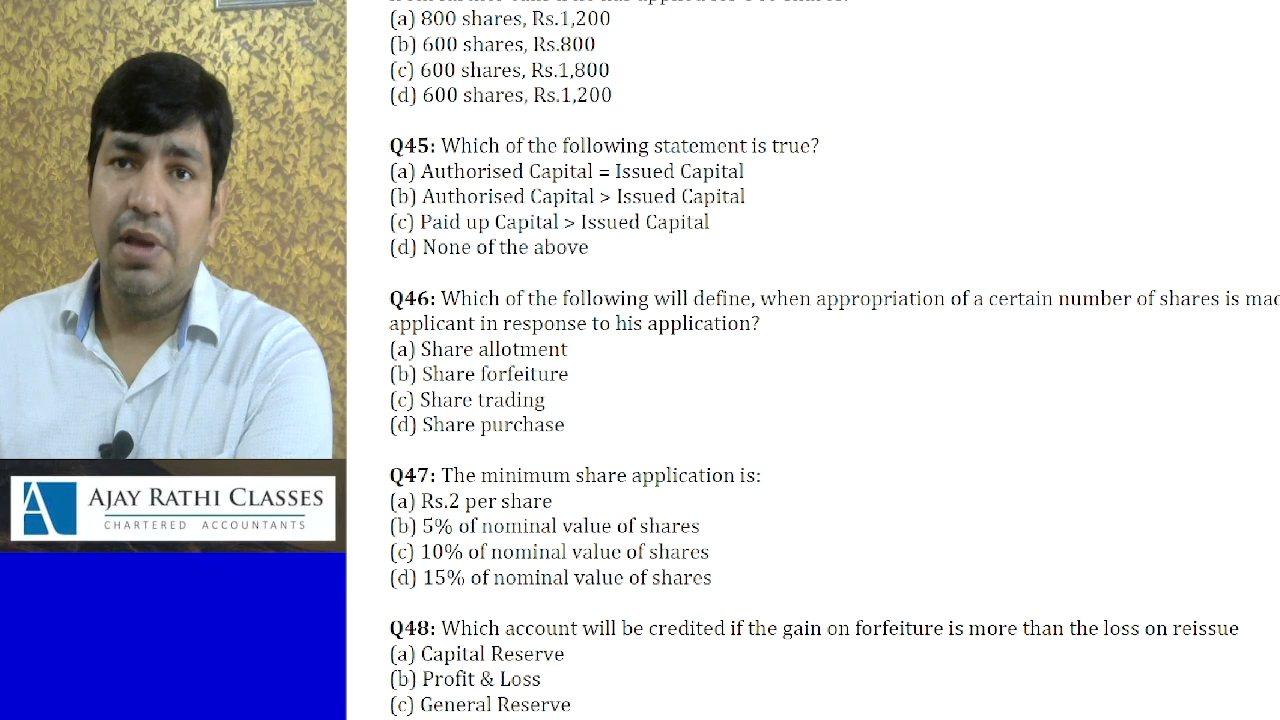 (a) 800 shares, Rs.1,200
(b) 600 shares, Rs.800
(c) 600 shares, Rs.1,800
(d) 600 shares, Rs.1,200
Q45: Which of the following statement is true?
(a) Authorised Capital = Issued Capital
(b) Authorised Capital > Issued Capital
(c) Paid up Capital > Issued Capital
(d) None of the above
Q46: Which of the following will define, when appropriation of a certain number of shares is
applicant in response to his application?
(a) Share allotment
(b) Share forfeiture
(c) Share trading
(d) Share purchase
Q47: The minimum share application is:
(a) Rs.2 per share
(b) 5% of nominal value of shares
(c) 10% of nominal value of shares
(d) 15% of nominal value of shares
Q48: Which account will be credited if the gain on forfeiture is more than the loss on reissue
(a) Capital Reserve
(b) Profit & Loss
(c) General Reserve
AJAY RATHI CLASSES
CHARTERED ACCOUNTANTS